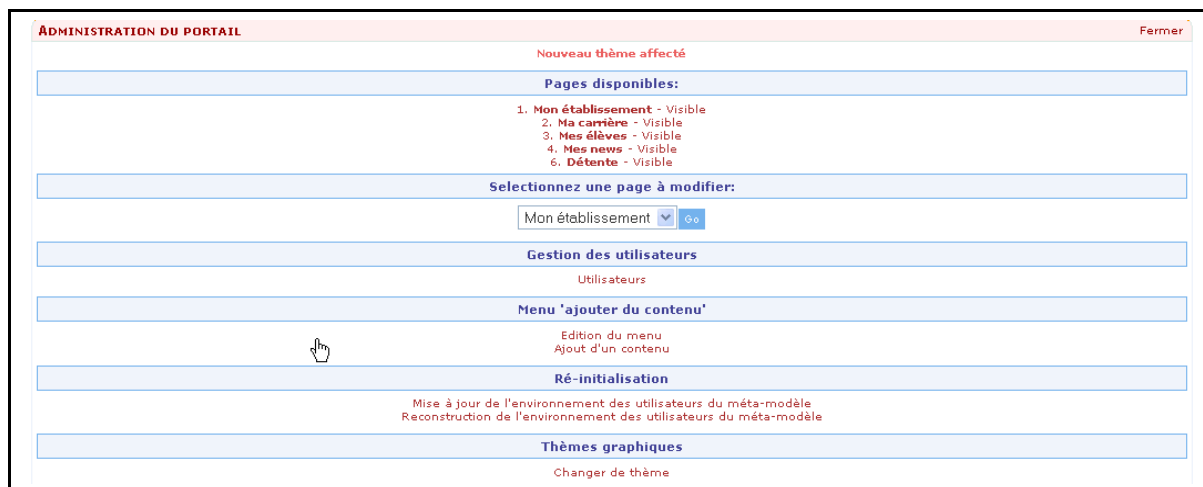 ADMINISTRATION DU PORTAIL Fermer
Nouveau thème affecté
Pages disponibles:
1. Mon établissement - Visible
2. Ma carrière - Visible
3. Mes élèves - Visible
4. Mes news - Visible
6. Détente - Visible
Selectionnez une page à modifier:
Mon établissement Go
Gestion des utilisateurs
Utilisateurs
Menu 'ajouter du contenu'
Edition du menu
Ajout d'un contenu
Ré-initialisation
Mise à jour de l'environnement des utilisateurs du méta-modèle
Reconstruction de l'environnement des utilisateurs du méta-modèle
Thèmes graphiques
Changer de thème